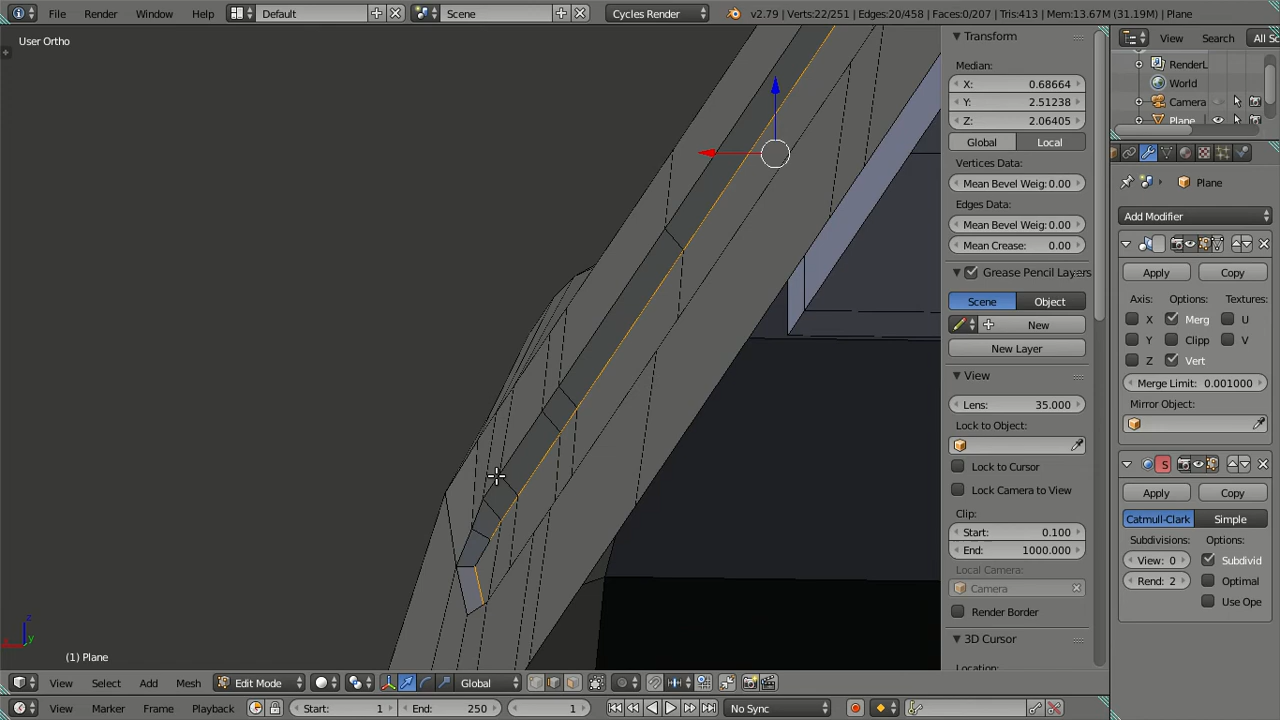 File Render Window Help Default Scene Cycles Render v2.79 | Verts:22/251 | Edges:20/458 | Faces:0/207 | Tris:413 | Mem:13.67M (31.19M) | Plane
User Ortho
Transform
Median:
X: 0.68664
Y: 2.51238
Z: 2.06405
Global Local
Vertices Data:
Mean Bevel Weig: 0.00
Edges Data:
Mean Bevel Weig: 0.00
Mean Crease: 0.00
Grease Pencil Layers
Scene Object
New
New Layer
View
Lens: 35.000
Lock to Object:
Lock to Cursor
Lock Camera to View
Clip:
Start: 0.100
End: 1000.000
Local Camera:
Camera
Render Border
3D Cursor
Location:
View Search All Sc
RenderL
World
Camera
Plane
Plane
Add Modifier
Apply Copy
Axis: Options: Textures:
X Merg U
Y Clipp V
Z Vert
Merge Limit: 0.001000
Mirror Object:
S
Apply Copy
Catmull-Clark Simple
Subdivisions: Options:
View: 0 Subdivid
Rend: 2 Optimal
Use Ope
z
y
x
(1) Plane
View Select Add Mesh Edit Mode Global
View Marker Frame Playback Start: 1 End: 250 1 No Sync